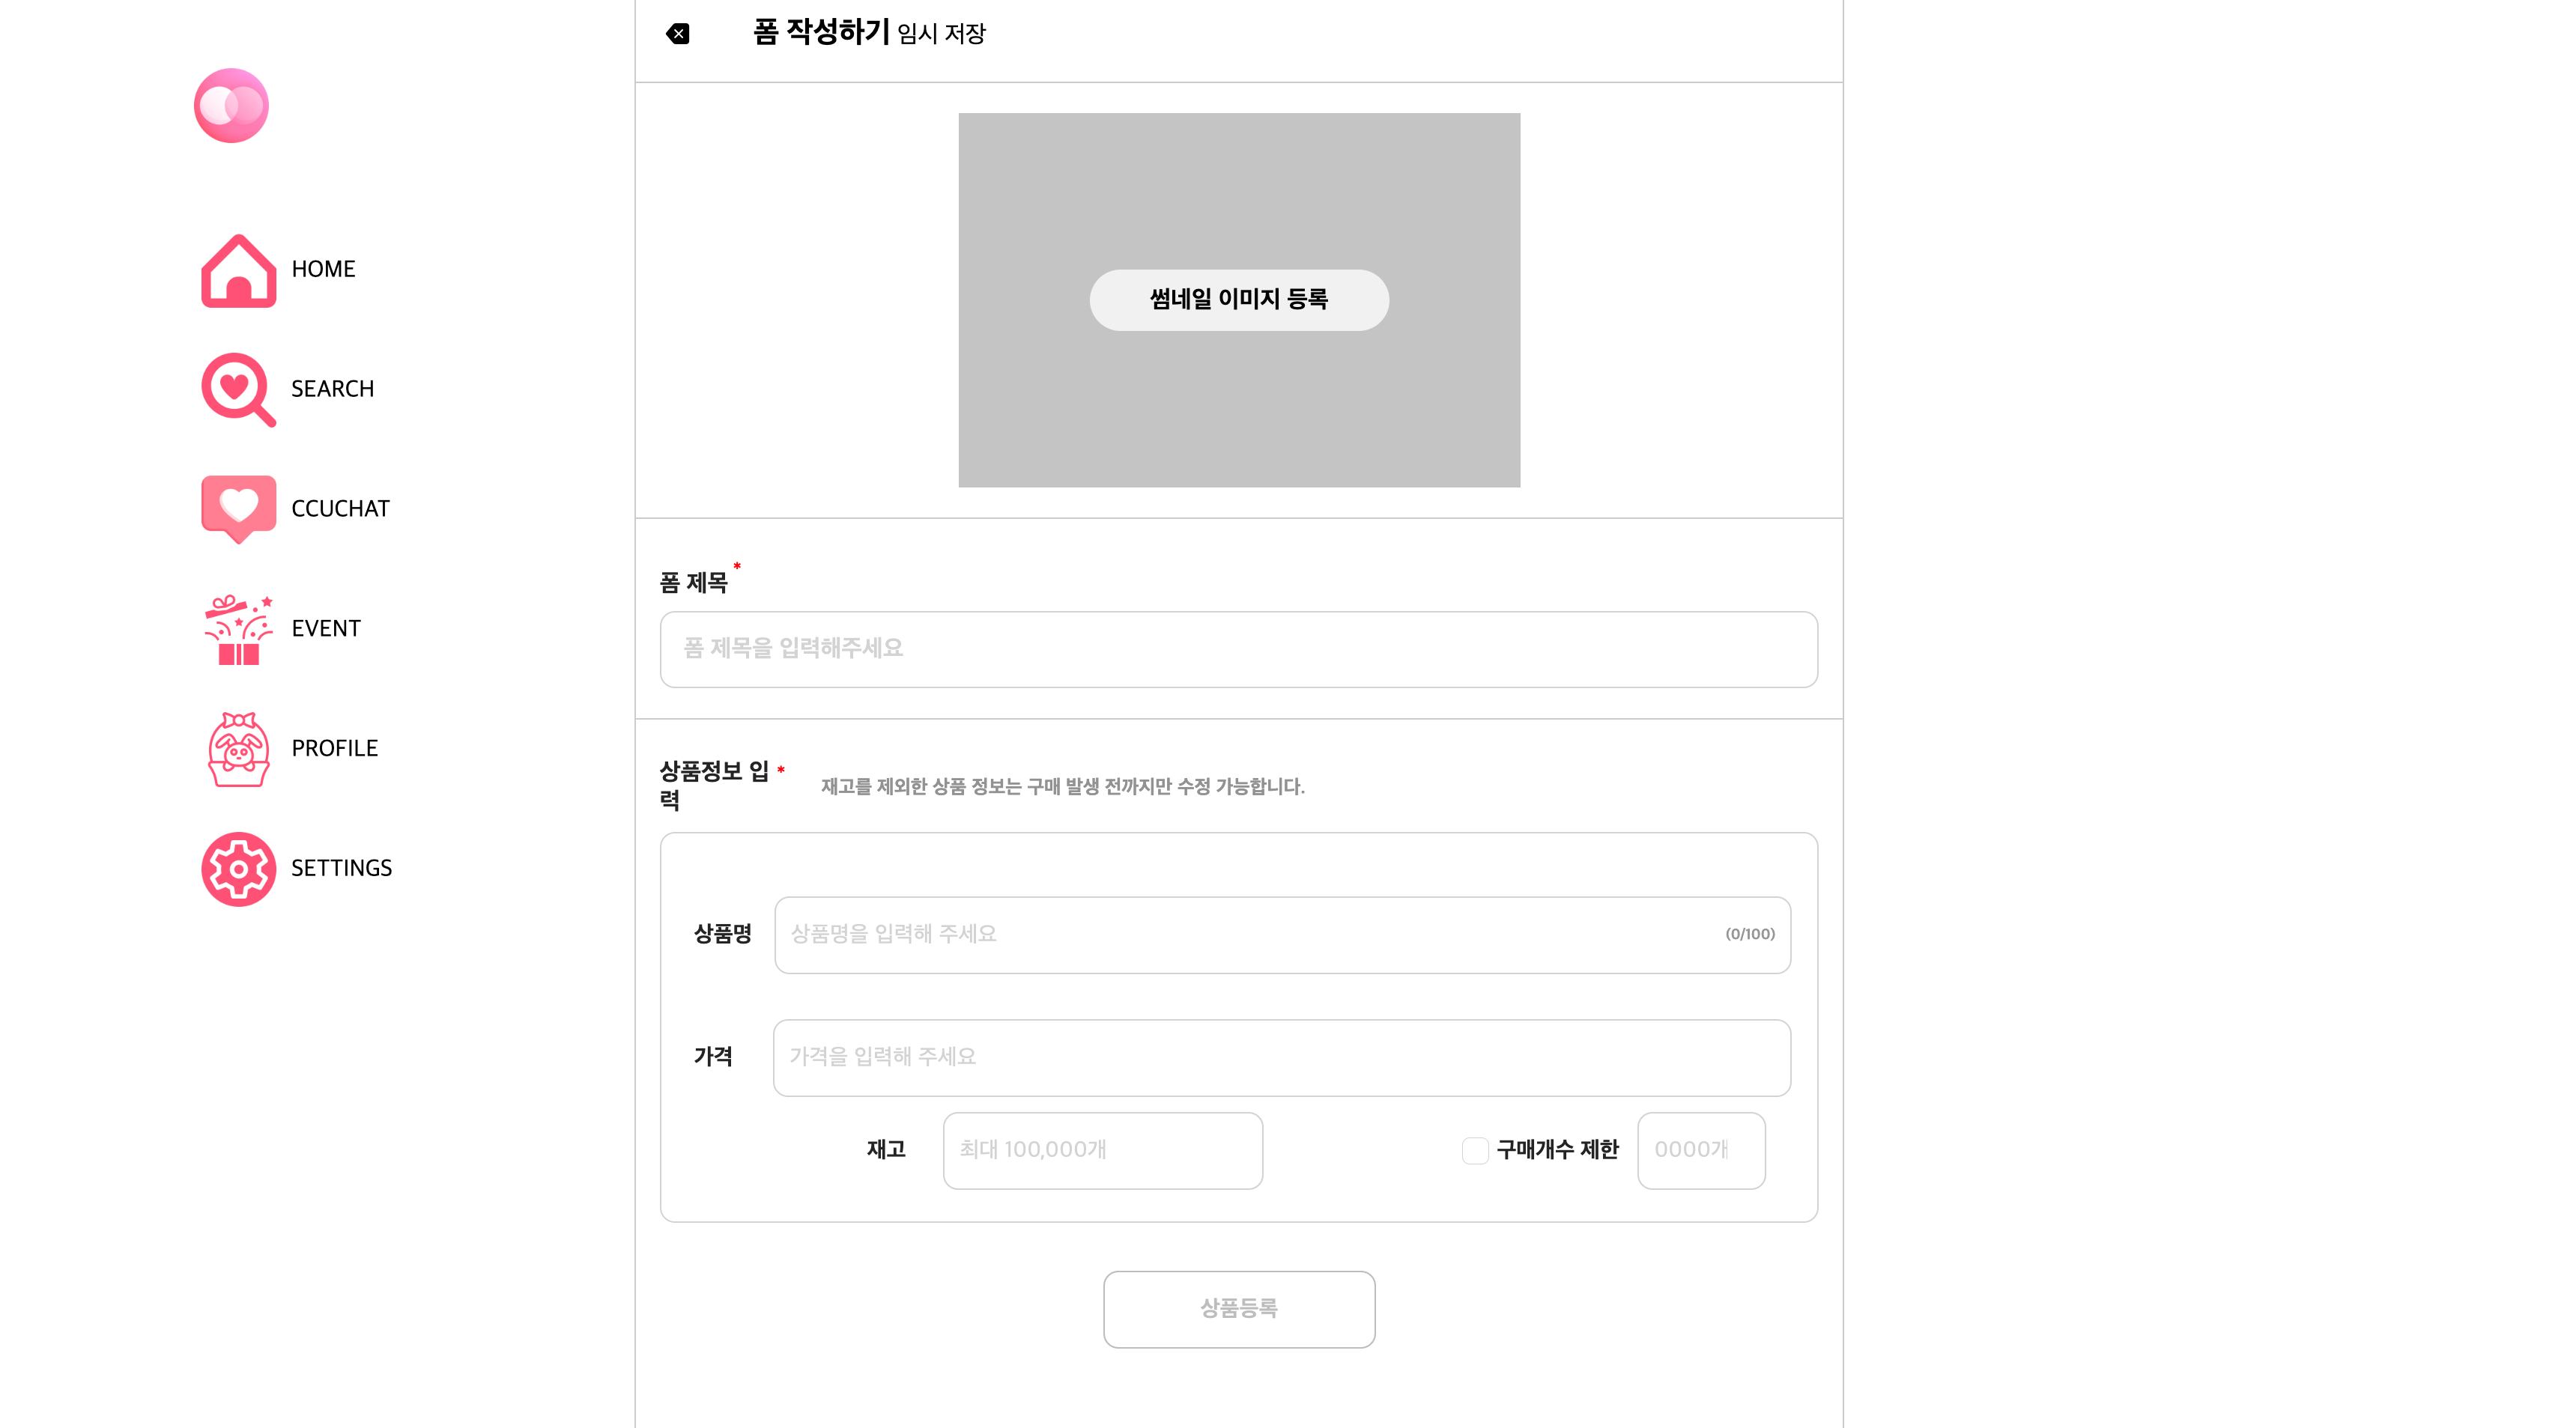 폼 작성하기 임시 저장
HOME
SEARCH
CCUCHAT
EVENT
PROFILE
SETTINGS
썸네일 이미지 등록
폼 제목 *
폼 제목을 입력해주세요
상품정보 입 *
력
재고를 제외한 상품 정보는 구매 발생 전까지만 수정 가능합니다.
상품명
상품명을 입력해 주세요
(0/100)
가격
가격을 입력해 주세요
재고
최대 100,000개
구매개수 제한
0000개
상품등록